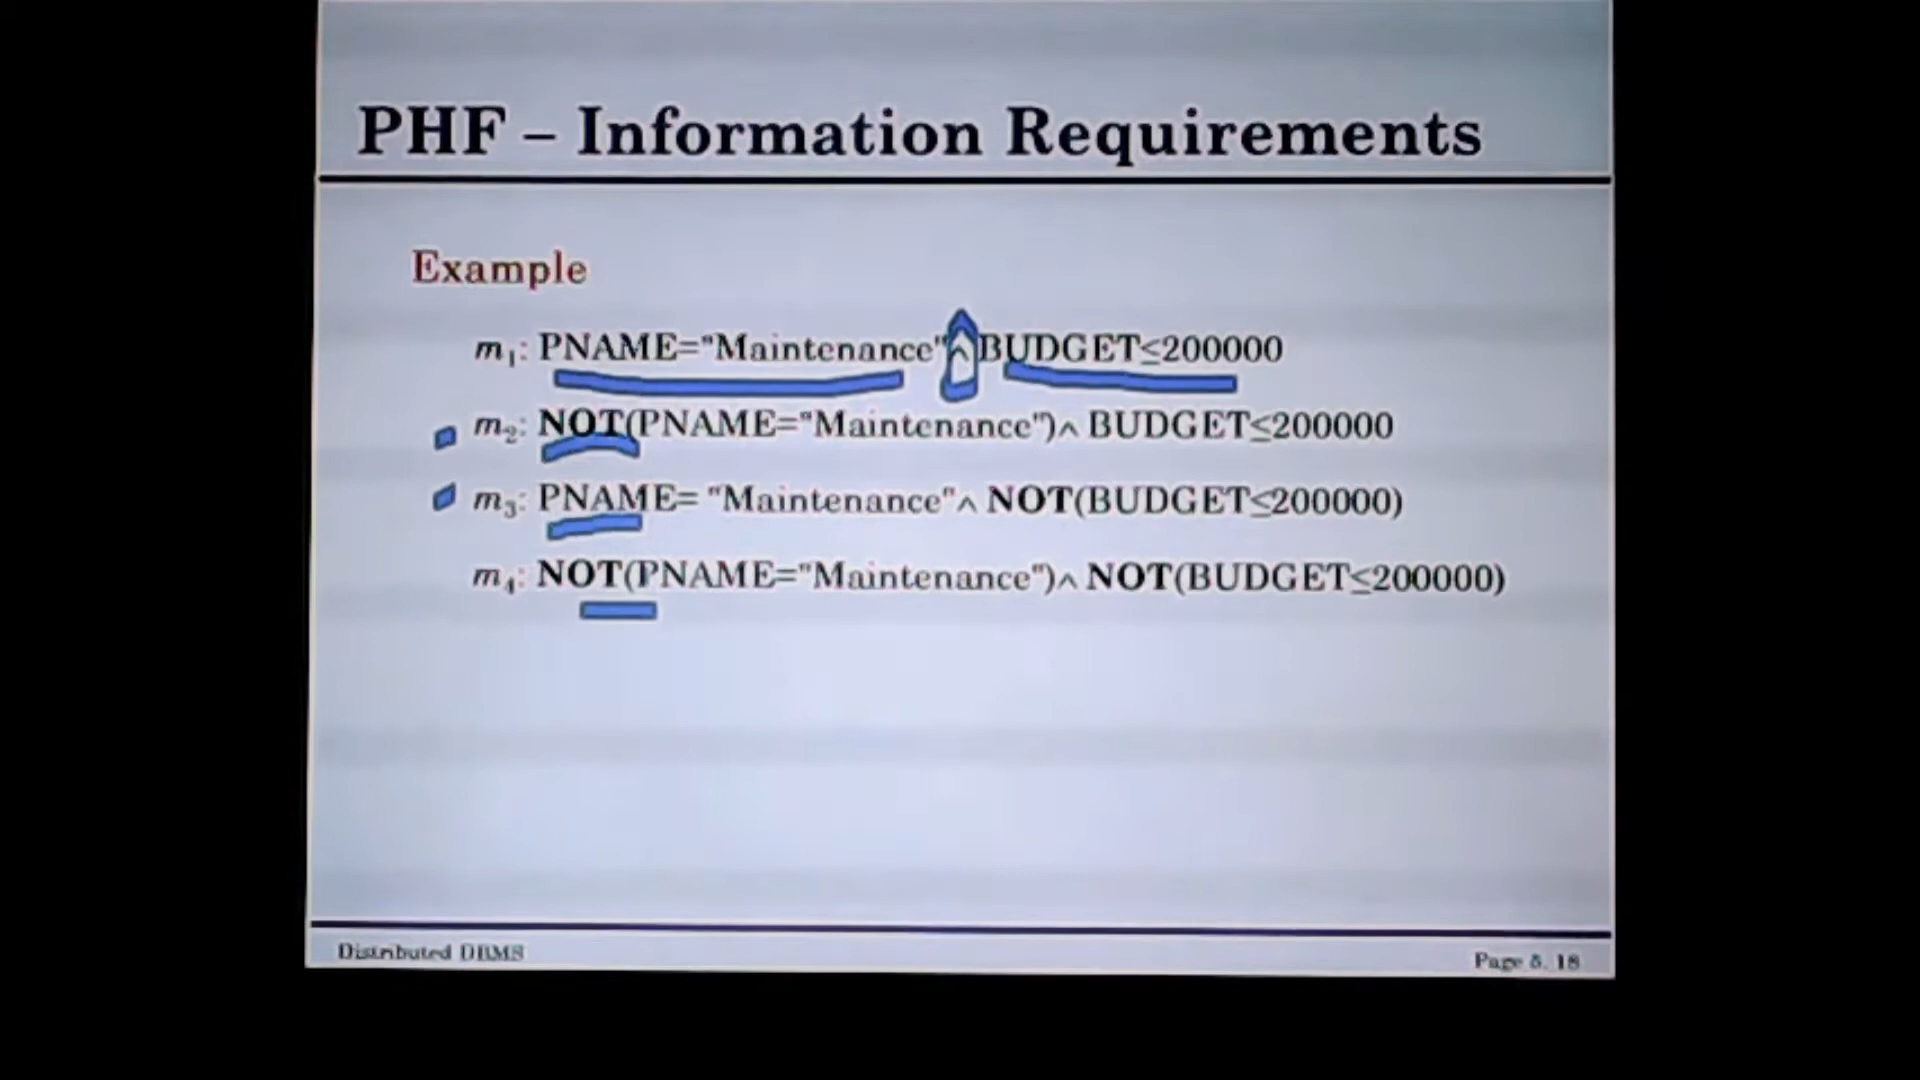 PHF – Information Requirements
Example
m₁: PNAME="Maintenance" ∧ BUDGET≤200000
m₂: NOT(PNAME="Maintenance")∧ BUDGET≤200000
m₃: PNAME= "Maintenance"∧ NOT(BUDGET≤200000)
m₄: NOT(PNAME="Maintenance")∧ NOT(BUDGET≤200000)
Distributed DBMS
Page 5. 18